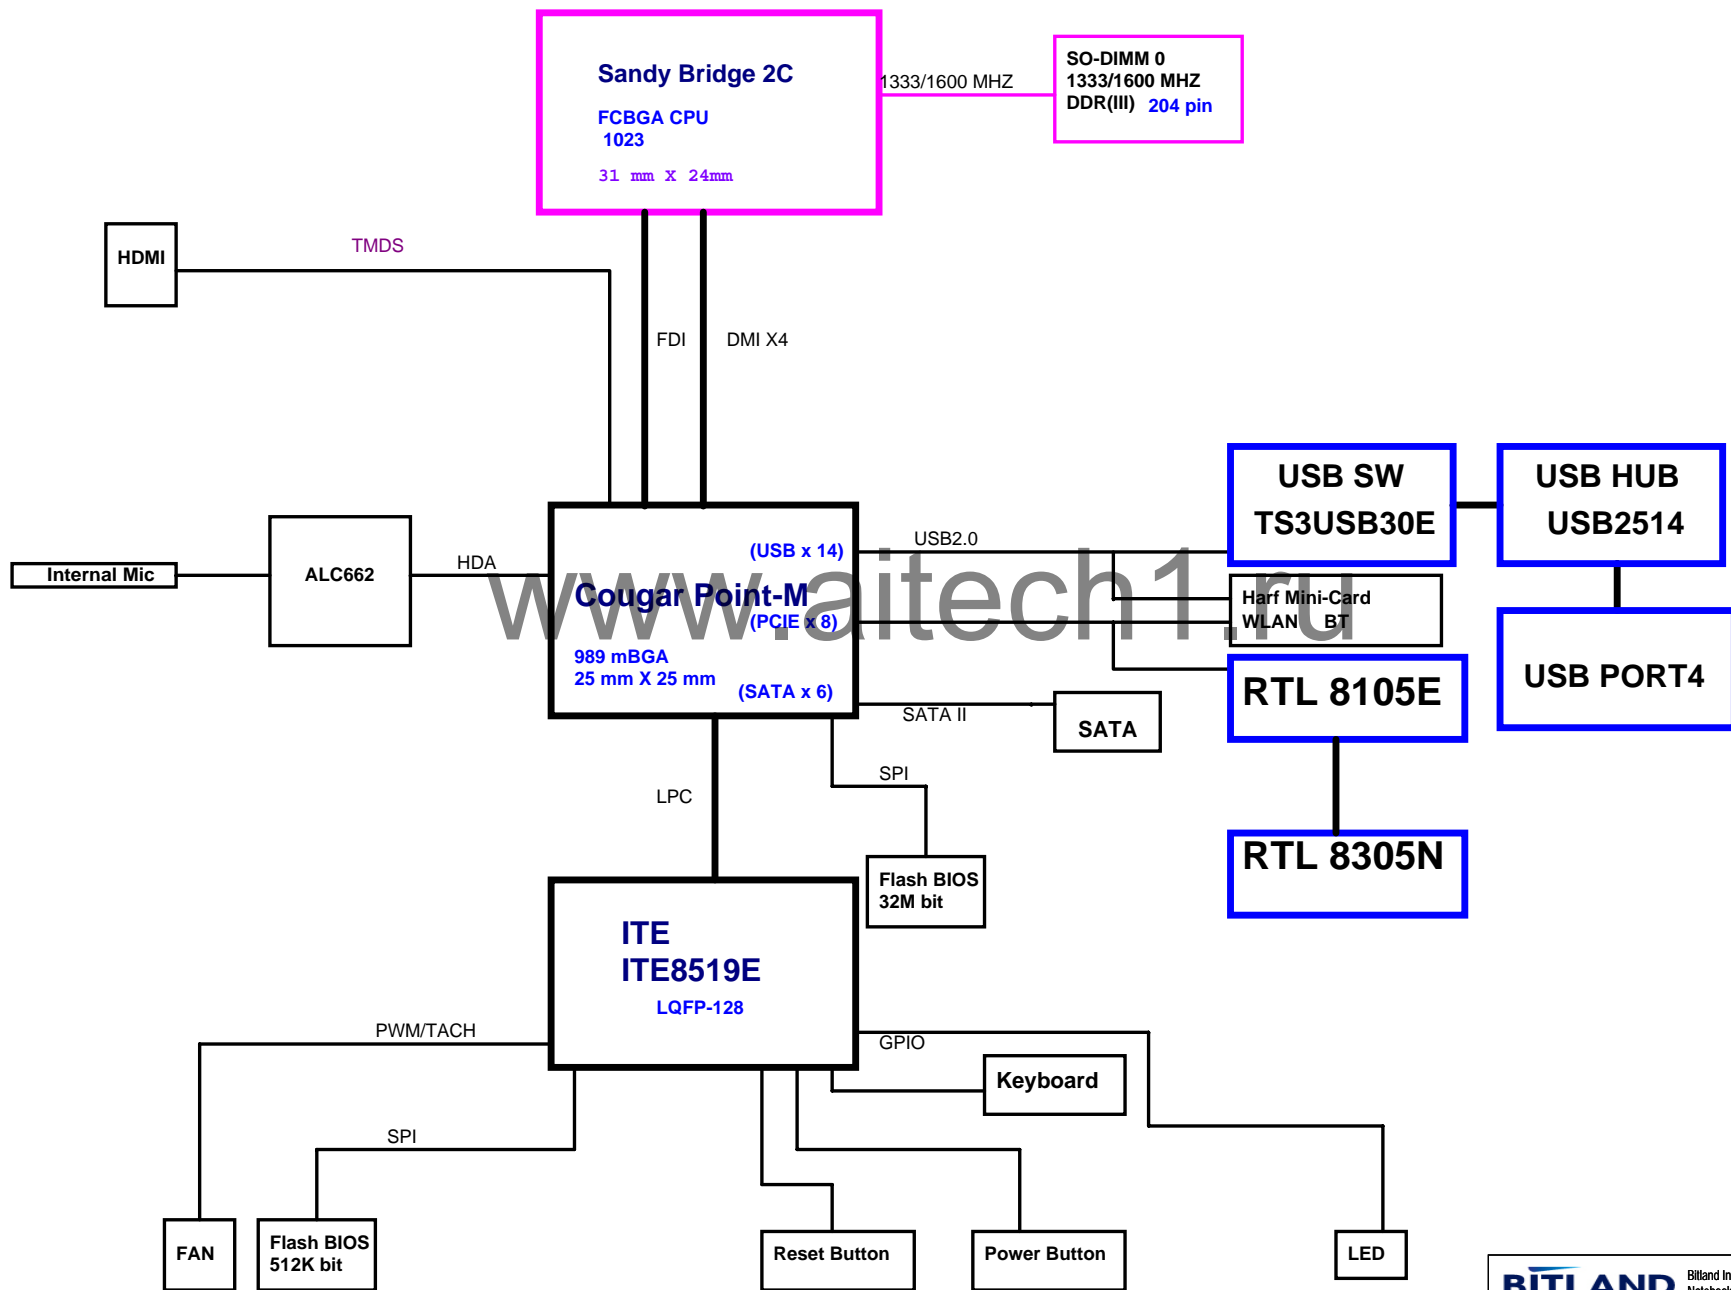 Sandy Bridge 2C
FCBGA CPU
1023
31 mm X 24mm
1333/1600 MHZ
SO-DIMM 0
1333/1600 MHZ
DDR(III) 204 pin
HDMI
TMDS
FDI
DMI X4
USB SW
TS3USB30E
USB HUB
USB2514
USB PORT4
Internal Mic
ALC662
HDA
(USB x 14)
Cougar Point-M
(PCIE x 8)
989 mBGA
25 mm X 25 mm
(SATA x 6)
USB2.0
www.aitech1.ru
Harf Mini-Card
WLAN BT
RTL 8105E
SATA II
SATA
SPI
LPC
Flash BIOS
32M bit
RTL 8305N
ITE
ITE8519E
LQFP-128
PWM/TACH
GPIO
Keyboard
SPI
FAN
Flash BIOS
512K bit
Reset Button
Power Button
LED
BITLAND
Bitland In